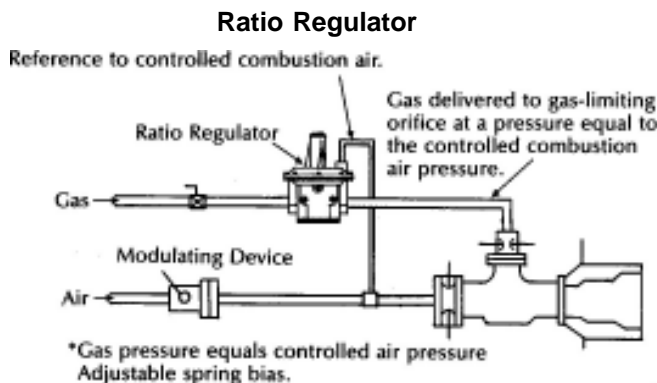 Ratio Regulator
Reference to controlled combustion air.
Gas delivered to gas-limiting
orifice at a pressure equal to
the controlled combustion
air pressure.
Ratio Regulator
Gas
Modulating Device
Air
*Gas pressure equals controlled air pressure
Adjustable spring bias.